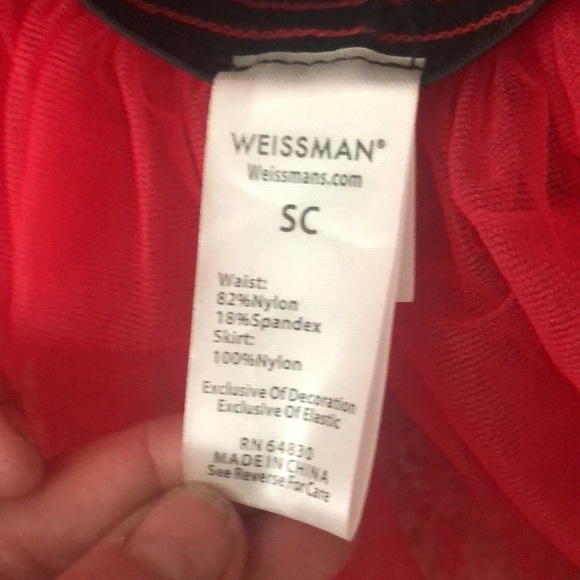 WEISSMAN®
Weissmans.com
SC
Waist:
82%Nylon
18%Spandex
Skirt:
100%Nylon
Exclusive Of Decoration
Exclusive Of Elastic
RN 64830
MADE IN CHINA
See Reverse For Care